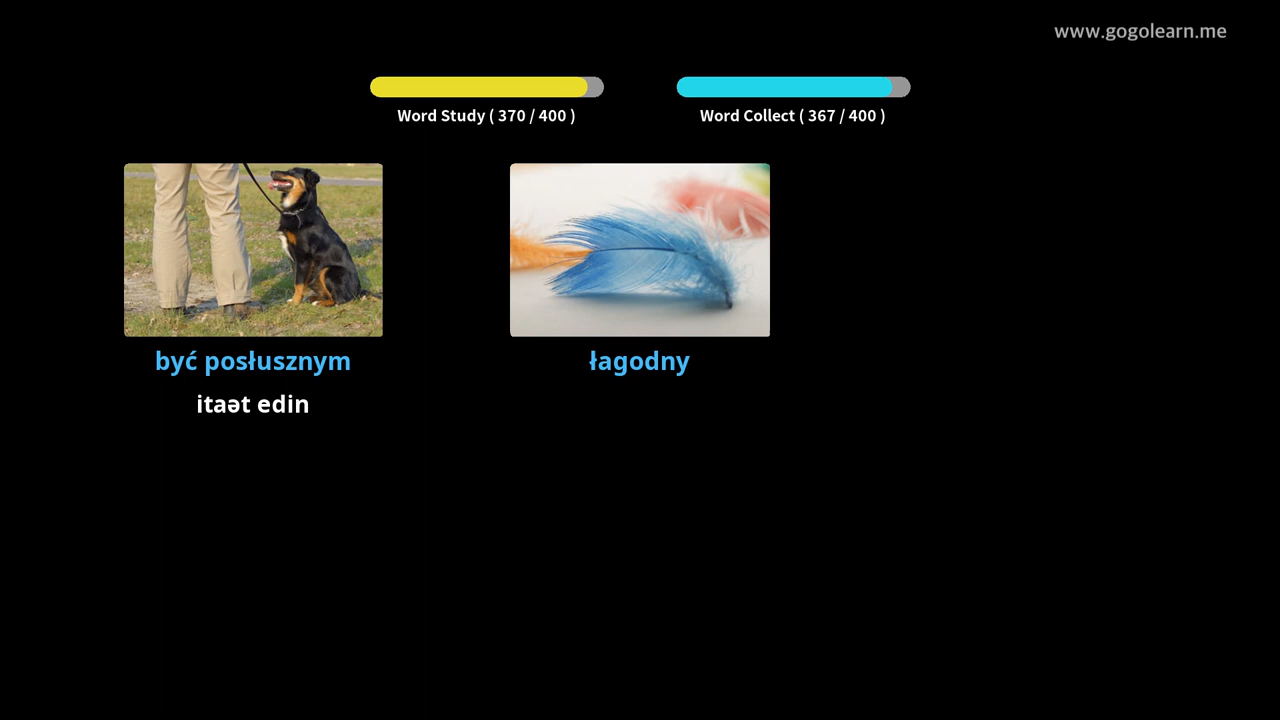 www.gogolearn.me
Word Study ( 370 / 400 )
Word Collect ( 367 / 400 )
być posłusznym
itaət edin
łagodny